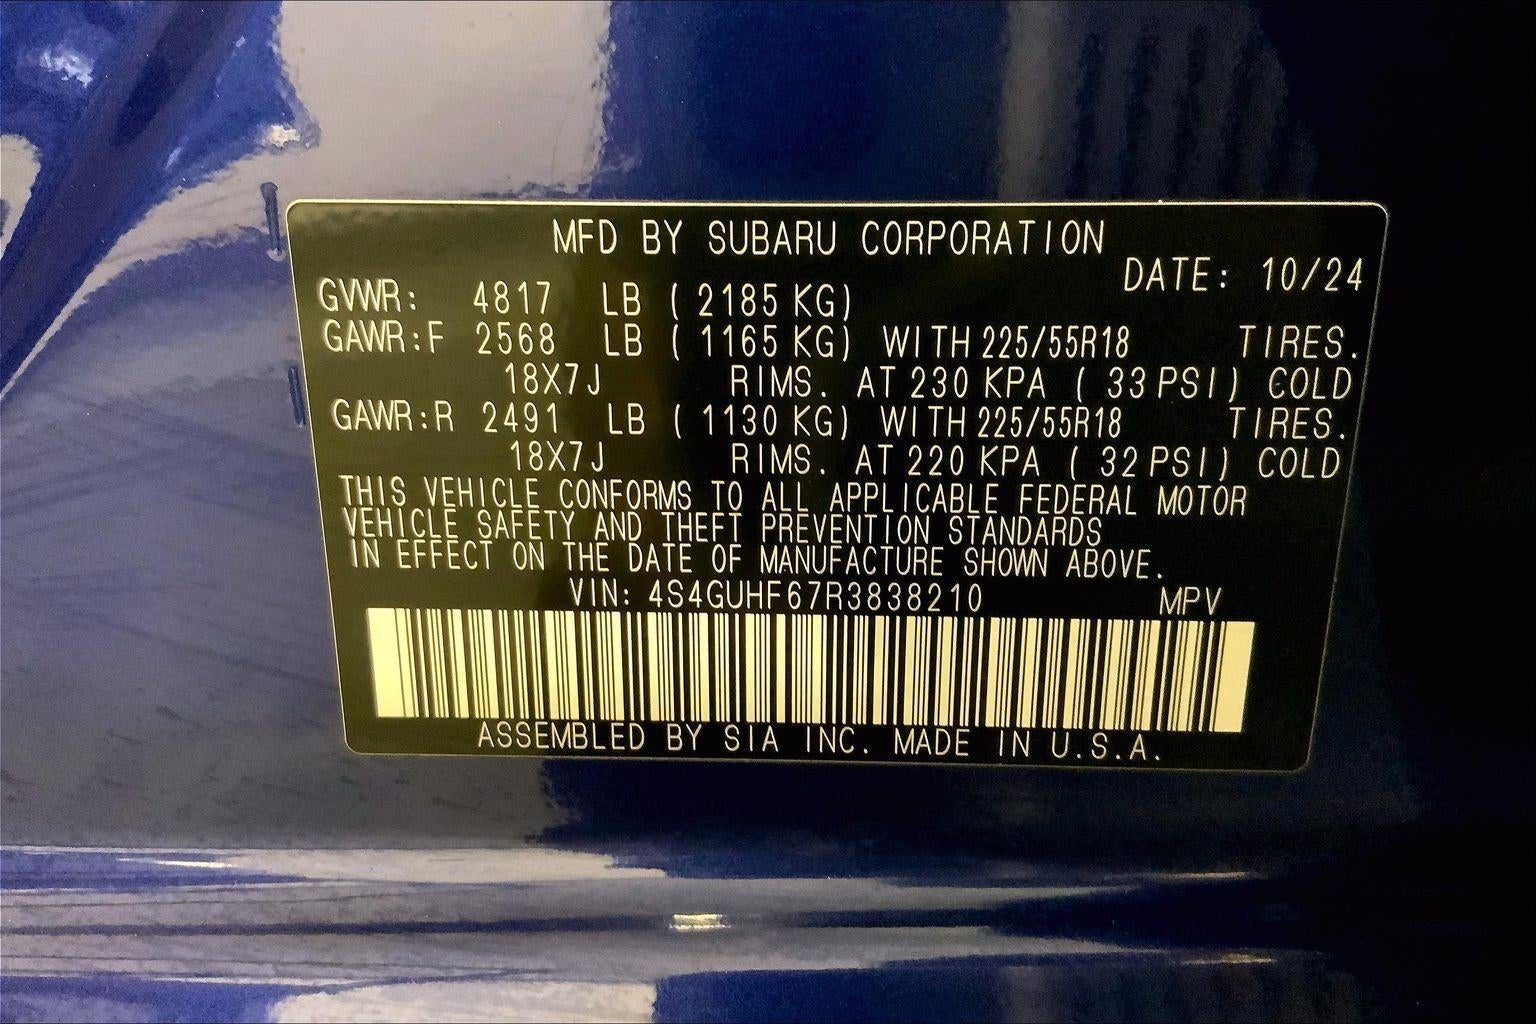 MFD BY SUBARU CORPORATION
DATE: 10/24
GVWR: 4817 LB ( 2185 KG)
GAWR:F 2568 LB ( 1165 KG) WITH 225/55R18 TIRES.
18X7J RIMS. AT 230 KPA ( 33 PSI) COLD
GAWR:R 2491 LB ( 1130 KG) WITH 225/55R18 TIRES.
18X7J RIMS. AT 220 KPA ( 32 PSI) COLD
THIS VEHICLE CONFORMS TO ALL APPLICABLE FEDERAL MOTOR
VEHICLE SAFETY AND THEFT PREVENTION STANDARDS
IN EFFECT ON THE DATE OF MANUFACTURE SHOWN ABOVE.
VIN: 4S4GUHF67R3838210 MPV
ASSEMBLED BY SIA INC. MADE IN U.S.A.